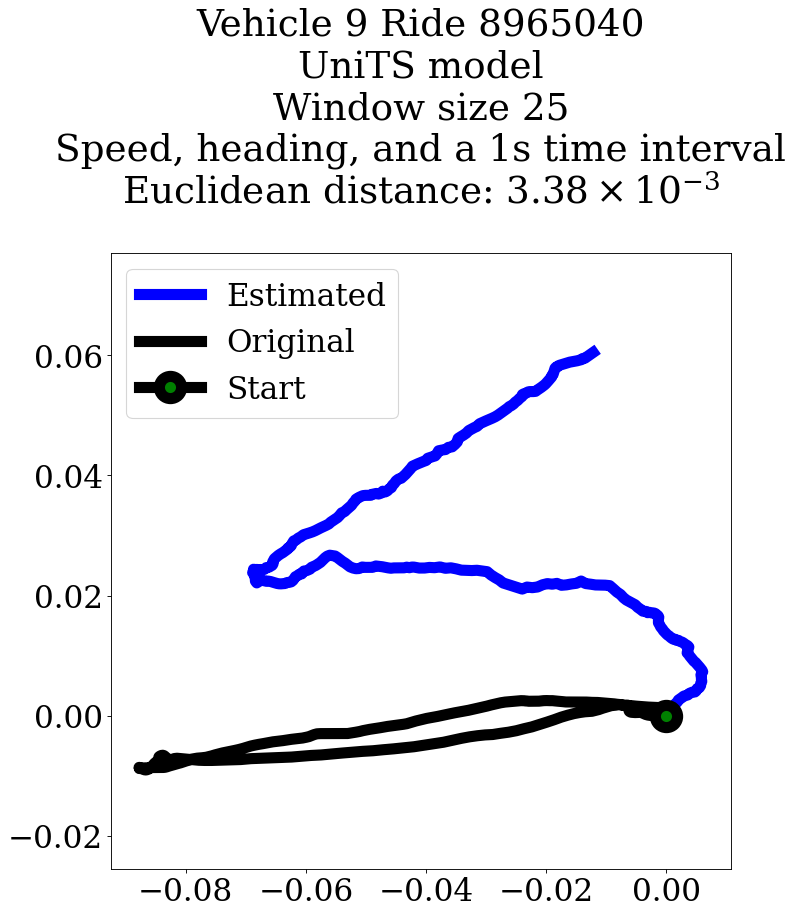 Vehicle 9 Ride 8965040
UniTS model
Window size 25
Speed, heading, and a 1s time interval
Euclidean distance: 3.38 × 10⁻³
Estimated
Original
Start
0.06
0.04
0.02
0.00
−0.02
−0.08 −0.06 −0.04 −0.02 0.00